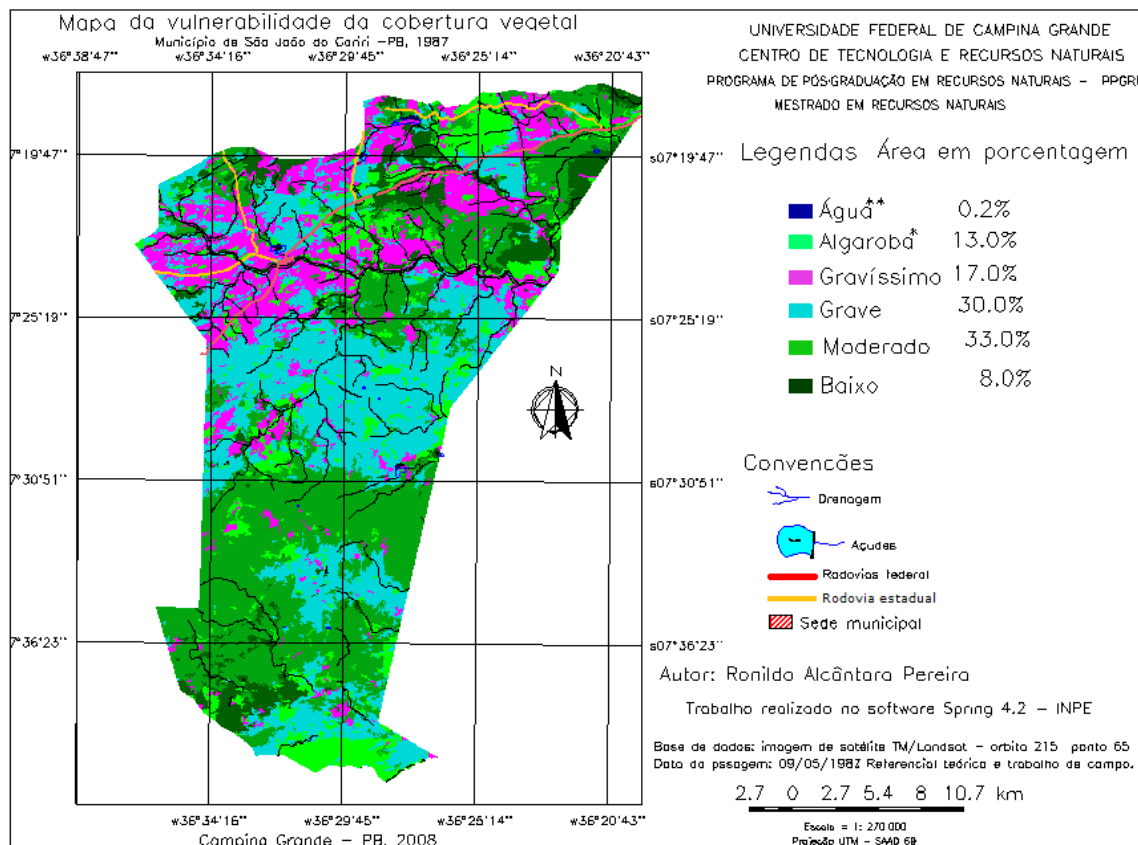 Mapa da vulnerabilidade da cobertura vegetal
Município de São João do Cariri -PB, 1987
w36°38'47" w36°34'16" w36°29'45" w36°25'14" w36°20'43"
7°19'47'' s07°19'47''
7°25'19'' s07°25'19''
7°30'51'' s07°30'51''
7°36'23'' s07°36'23''
w36°34'16" w36°29'45" w36°25'14" w36°20'43"
Campina Grande - PB, 2008
N
UNIVERSIDADE FEDERAL DE CAMPINA GRANDE
CENTRO DE TECNOLOGIA E RECURSOS NATURAIS
PROGRAMA DE PÓS-GRADUAÇÃO EM RECURSOS NATURAIS - PPGR
MESTRADO EM RECURSOS NATURAIS
Legendas Área em porcentagem
Água** 0.2%
Algaroba* 13.0%
Gravíssimo 17.0%
Grave 30.0%
Moderado 33.0%
Baixo 8.0%
Convencões
Drenagem
Açudes
Rodovias federal
Rodovia estadual
Sede municipal
Autor: Ronildo Alcântara Pereira
Trabalho realizado no software Spring 4.2 - INPE
Base de dados: imagem de satélite TM/Landsat - orbita 215 ponto 65
Data da pssagem: 09/05/1987 Referencial teórico e trabalho de campo.
2.7 0 2.7 5.4 8 10.7 km
Escala = 1: 270 000
Projeção UTM - SAAD 69